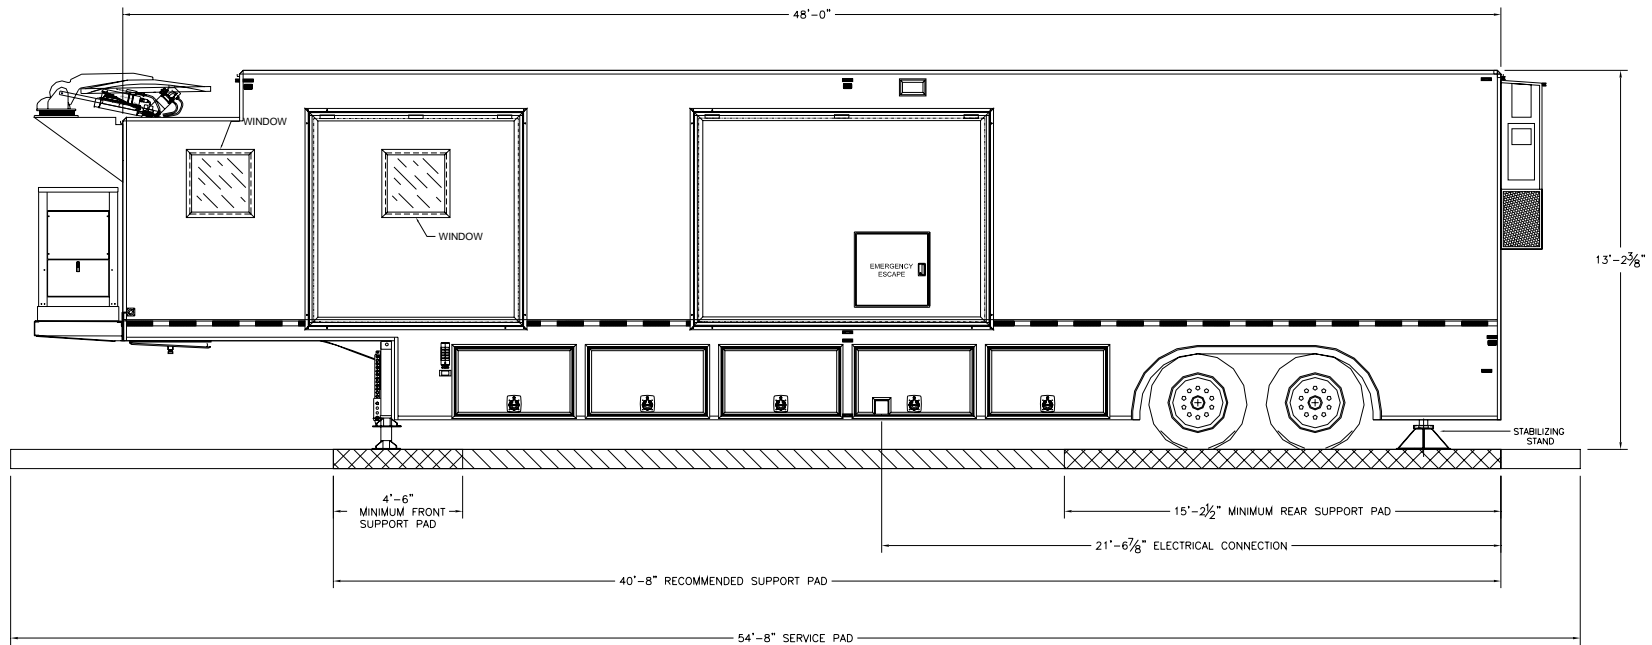 48'-0"
WINDOW
WINDOW
EMERGENCY
ESCAPE
13'-2⅜"
STABILIZING
STAND
4'-6"
MINIMUM FRONT
SUPPORT PAD
15'-2½" MINIMUM REAR SUPPORT PAD
21'-6⅞" ELECTRICAL CONNECTION
40'-8" RECOMMENDED SUPPORT PAD
54'-8" SERVICE PAD